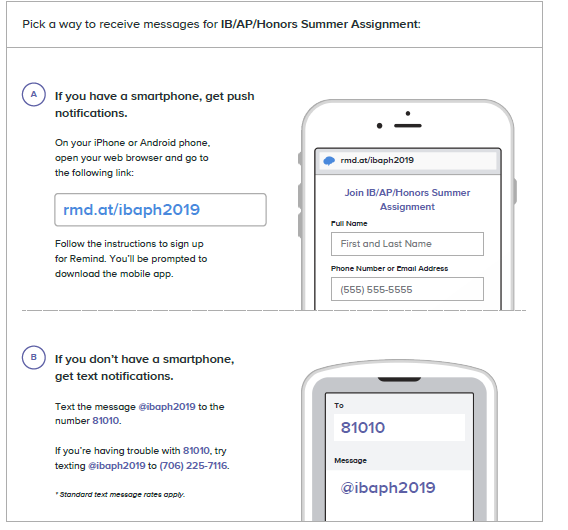 Pick a way to receive messages for IB/AP/Honors Summer Assignment:
A
If you have a smartphone, get push
notifications.
On your iPhone or Android phone,
open your web browser and go to
the following link:
rmd.at/ibaph2019
Follow the instructions to sign up
for Remind. You'll be prompted to
download the mobile app.
rmd.at/ibaph2019
Join IB/AP/Honors Summer
Assignment
Full Name
First and Last Name
Phone Number or Email Address
(555) 555-5555
B
If you don't have a smartphone,
get text notifications.
Text the message @ibaph2019 to the
number 81010.
If you're having trouble with 81010, try
texting @ibaph2019 to (706) 225-7116.
* Standard text message rates apply.
To
81010
Message
@ibaph2019